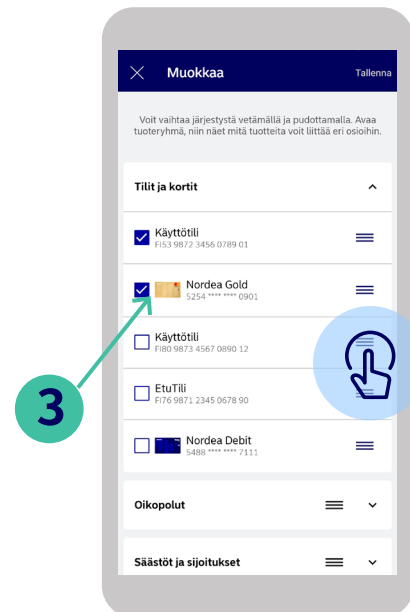 Muokkaa
Tallenna
Voit vaihtaa järjestystä vetämällä ja pudottamalla. Avaa
tuoteryhmä, niin näet mitä tuotteita voit liittää eri osioihin.
Tilit ja kortit
Käyttötili
FI53 9872 3456 0789 01
Nordea Gold
5254 **** **** 0901
Käyttötili
FI80 9873 4567 0890 12
3
EtuTili
FI76 9871 2345 0678 90
Nordea Debit
5488 **** **** 7111
Oikopolut
Säästöt ja sijoitukset